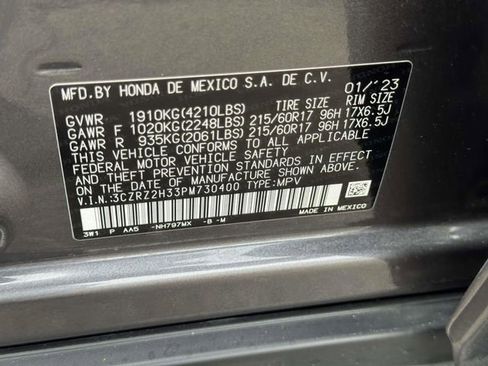 MFD.BY HONDA DE MEXICO S.A. DE C.V. 01/'23
GVWR 1910KG(4210LBS) TIRE SIZE RIM SIZE
GAWR F 1020KG(2248LBS) 215/60R17 96H 17X6.5J
GAWR R 935KG(2061LBS) 215/60R17 96H 17X6.5J
THIS VEHICLE CONFORMS TO ALL APPLICABLE
FEDERAL MOTOR VEHICLE SAFETY
AND THEFT PREVENTION STANDARDS IN EFFECT
ON THE DATE OF MANUFACTURE SHOWN ABOVE.
V.I.N.:3CZRZ2H33PM730400 TYPE:MPV
3W1 P AA5 -NH797MX -B -M MADE IN MEXICO